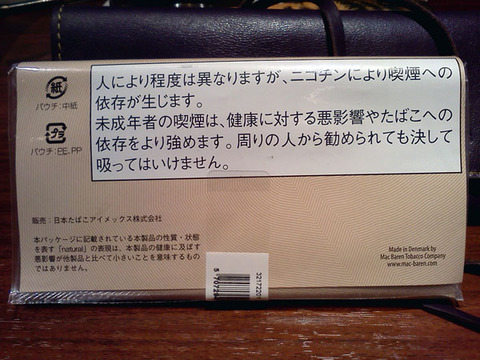 紙
パウチ:中紙
プラ
パウチ:PE,PP
人により程度は異なりますが、ニコチンにより喫煙への
依存が生じます。
未成年者の喫煙は、健康に対する悪影響やたばこへの
依存をより強めます。周りの人から勧められても決して
吸ってはいけません。
販売:日本たばこアイメックス株式会社
本パッケージに記載されている本製品の性質・状態
を表す「natural」の表現は、本製品の健康に及ぼす
悪影響が他製品と比べて小さいことを意味するもの
ではありません。
Made in Denmark by
Mac Baren Tobacco Company
www.mac-baren.com